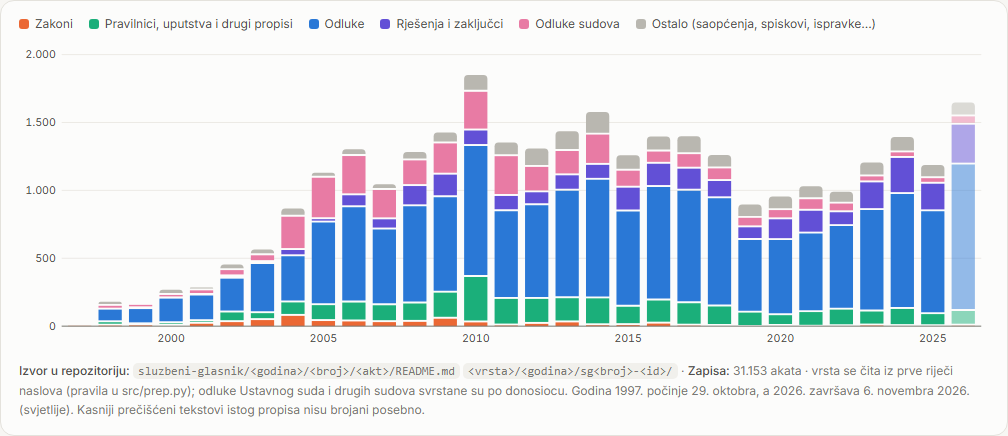 Zakoni Pravilnici, uputstva i drugi propisi Odluke Rješenja i zaključci Odluke sudova Ostalo (saopćenja, spiskovi, ispravke...)
2.000
1.500
1.000
500
0
2000 2005 2010 2015 2020 2025
Izvor u repozitoriju: sluzbeni-glasnik/<godina>/<broj>/<akt>/README.md <vrsta>/<godina>/sg<broj>-<id>/ · Zapisa: 31.153 akata · vrsta se čita iz prve riječi
naslova (pravila u src/prep.py); odluke Ustavnog suda i drugih sudova svrstane su po donosiocu. Godina 1997. počinje 29. oktobra, a 2026. završava 6. novembra 2026.
(svjetlije). Kasniji prečišćeni tekstovi istog propisa nisu brojani posebno.